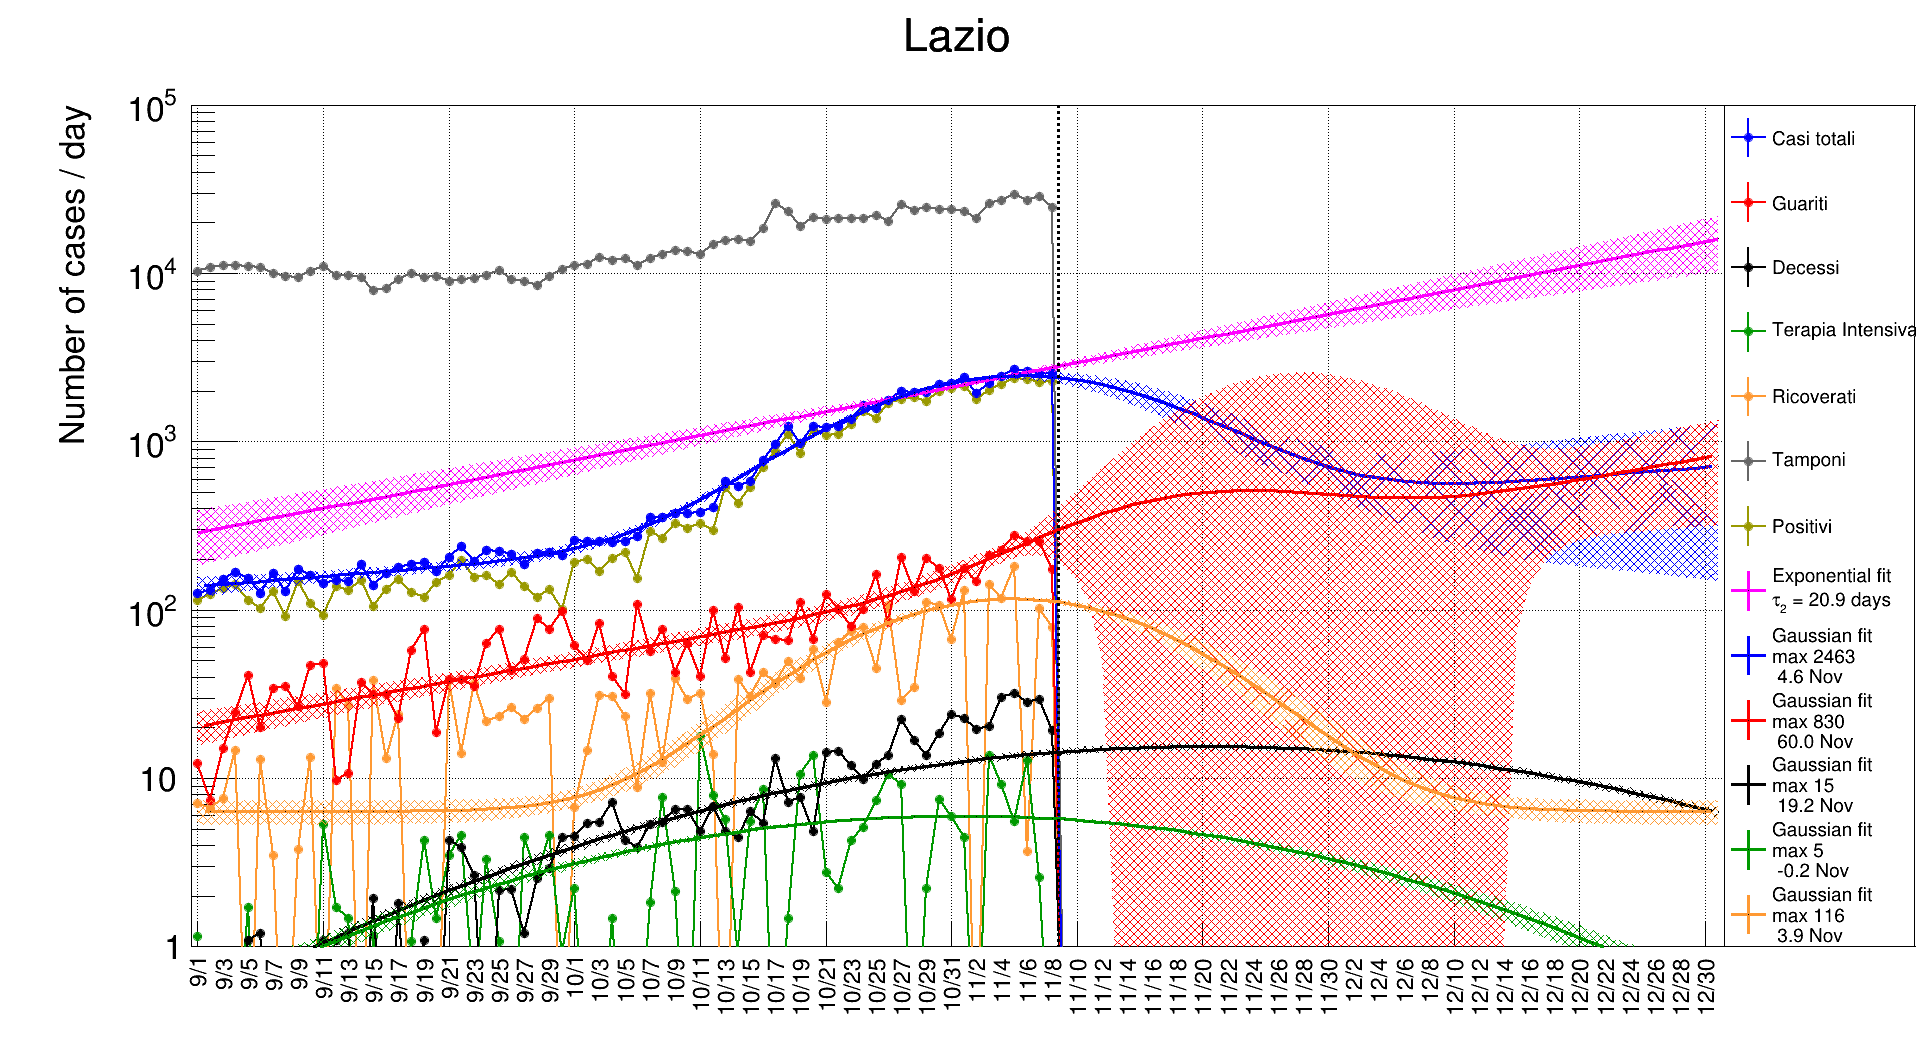 Lazio
Number of cases / day
10⁵
10⁴
10³
10²
10
1
9/1 9/3 9/5 9/7 9/9 9/11 9/13 9/15 9/17 9/19 9/21 9/23 9/25 9/27 9/29 10/1 10/3 10/5 10/7 10/9 10/11 10/13 10/15 10/17 10/19 10/21 10/23 10/25 10/27 10/29 10/31 11/2 11/4 11/6 11/8 11/10 11/12 11/14 11/16 11/18 11/20 11/22 11/24 11/26 11/28 11/30 12/2 12/4 12/6 12/8 12/10 12/12 12/14 12/16 12/18 12/20 12/22 12/24 12/26 12/28 12/30
Casi totali
Guariti
Decessi
Terapia Intensiva
Ricoverati
Tamponi
Positivi
Exponential fit
τ₂ = 20.9 days
Gaussian fit
max 2463
4.6 Nov
Gaussian fit
max 830
60.0 Nov
Gaussian fit
max 15
19.2 Nov
Gaussian fit
max 5
-0.2 Nov
Gaussian fit
max 116
3.9 Nov